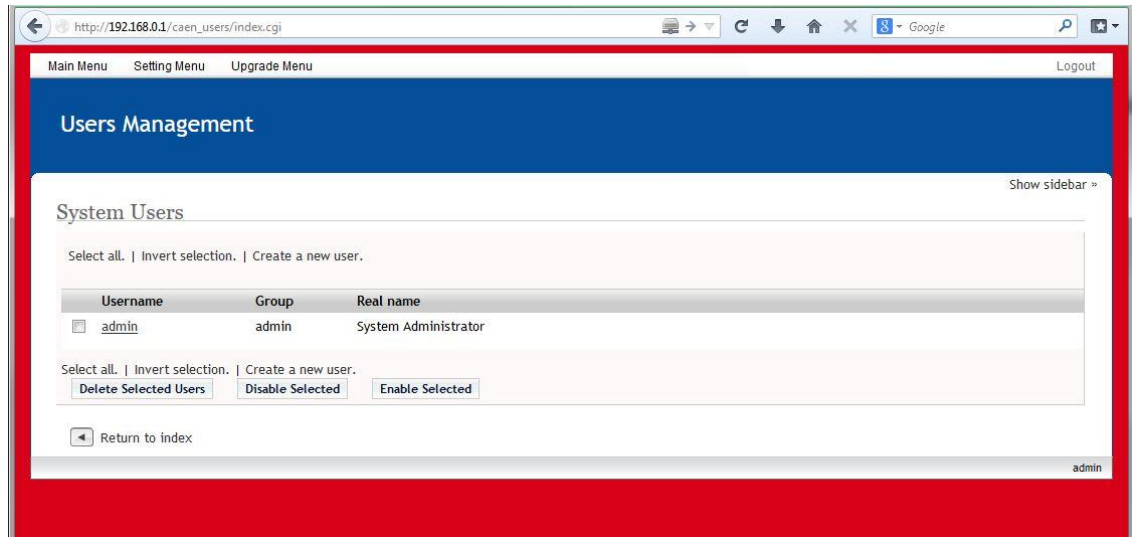 http://192.168.0.1/caen_users/index.cgi
Google
Main Menu Setting Menu Upgrade Menu Logout
Users Management
Show sidebar »
System Users
Select all. | Invert selection. | Create a new user.
Username Group Real name
admin admin System Administrator
Select all. | Invert selection. | Create a new user.
Delete Selected Users Disable Selected Enable Selected
Return to index
admin